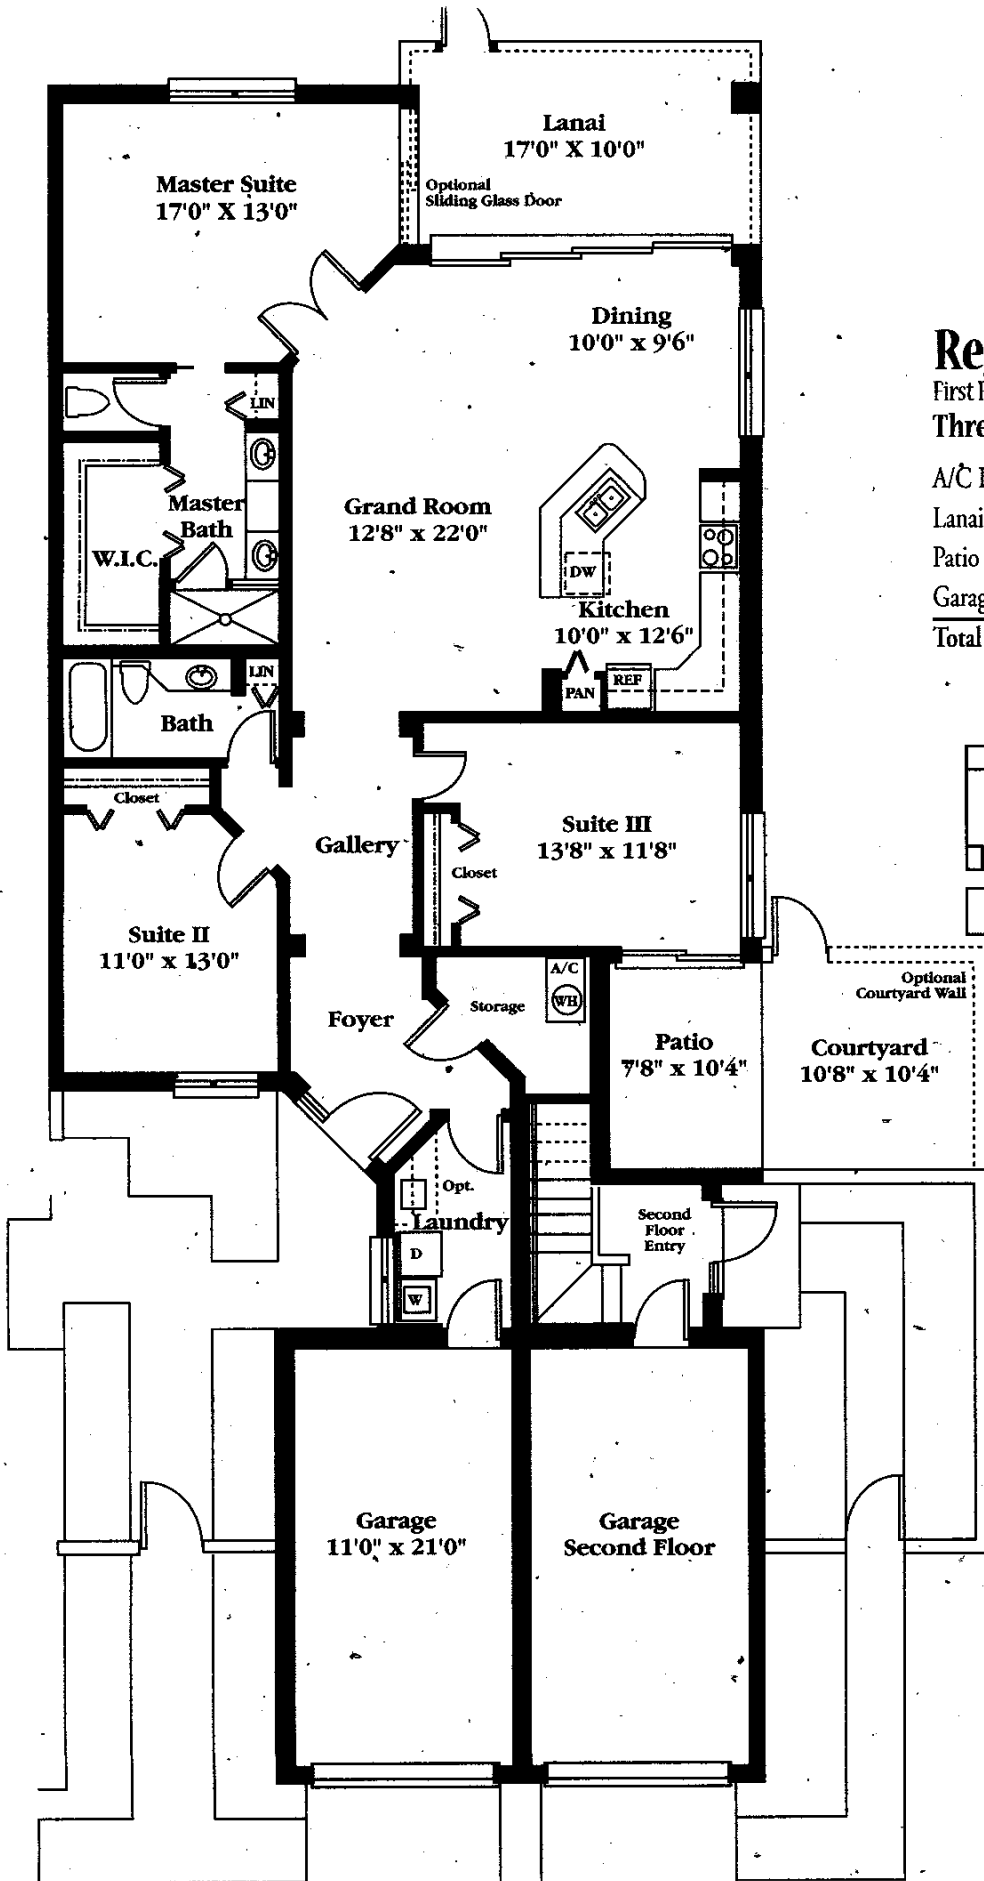 Lanai
17'0" X 10'0"
Optional
Sliding Glass Door
Master Suite
17'0" X 13'0"
Dining
10'0" x 9'6"
LIN
Master
Bath
W.I.C.
Grand Room
12'8" x 22'0"
DW
Kitchen
10'0" x 12'6"
PAN
REF
LIN
Bath
Closet
Gallery
Suite III
13'8" x 11'8"
Closet
Suite II
11'0" x 13'0"
Foyer
Storage
A/C
WH
Patio
7'8" x 10'4"
Optional
Courtyard Wall
Courtyard
10'8" x 10'4"
Opt.
Laundry
D
W
Second
Floor
Entry
Garage
11'0" x 21'0"
Garage
Second Floor
First
A/C
Lanai
Patio
Total